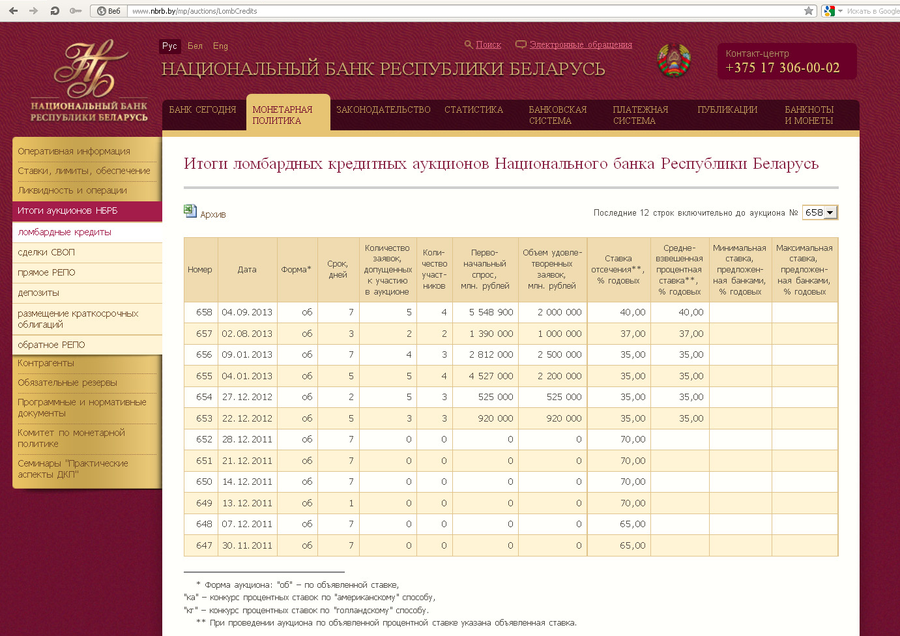 Веб
www.nbrb.by/mp/auctions/LombCredits
Искать в Google
НАЦИОНАЛЬНЫЙ БАНК
РЕСПУБЛИКИ БЕЛАРУСЬ
Рус Бел Eng
Поиск
Электронные обращения
НАЦИОНАЛЬНЫЙ БАНК РЕСПУБЛИКИ БЕЛАРУСЬ
Контакт-центр
+375 17 306-00-02
БАНК СЕГОДНЯ
МОНЕТАРНАЯ
ПОЛИТИКА
ЗАКОНОДАТЕЛЬСТВО
СТАТИСТИКА
БАНКОВСКАЯ
СИСТЕМА
ПЛАТЕЖНАЯ
СИСТЕМА
ПУБЛИКАЦИИ
БАНКНОТЫ
И МОНЕТЫ
Оперативная информация
Ставки, лимиты, обеспечение
Ликвидность и операции
Итоги аукционов НБРБ
ломбардные кредиты
сделки СВОП
прямое РЕПО
депозиты
размещение краткосрочных
облигаций
обратное РЕПО
Контрагенты
Обязательные резервы
Программные и нормативные
документы
Комитет по монетарной
политике
Семинары "Практические
аспекты ДКП"
Итоги ломбардных кредитных аукционов Национального банка Республики Беларусь
Архив
Последние 12 строк включительно до аукциона № 658
Номер
Дата
Форма*
Срок,
дней
Количество
заявок,
допущенных
к участию
в аукционе
Коли-
чество
участ-
ников
Перво-
начальный
спрос,
млн. рублей
Объем удовле-
творенных
заявок,
млн. рублей
Ставка
отсечения**,
% годовых
Средне-
взвешенная
процентная
ставка**,
% годовых
Минимальная
ставка,
предложен-
ная банками,
% годовых
Максимальная
ставка,
предложен-
ная банками,
% годовых
658 04.09.2013 об 7 5 4 5 548 900 2 000 000 40,00 40,00
657 02.08.2013 об 3 2 2 1 390 000 1 000 000 37,00 37,00
656 09.01.2013 об 7 4 3 2 812 000 2 500 000 35,00 35,00
655 04.01.2013 об 5 5 4 4 527 000 2 200 000 35,00 35,00
654 27.12.2012 об 2 5 3 525 000 525 000 35,00 35,00
653 22.12.2012 об 5 3 3 920 000 920 000 35,00 35,00
652 28.12.2011 об 7 0 0 0 0 70,00
651 21.12.2011 об 7 0 0 0 0 70,00
650 14.12.2011 об 7 0 0 0 0 70,00
649 13.12.2011 об 1 0 0 0 0 70,00
648 07.12.2011 об 7 0 0 0 0 65,00
647 30.11.2011 об 7 0 0 0 0 65,00
* Форма аукциона: "об" – по объявленной ставке,
"ка" – конкурс процентных ставок по "американскому" способу,
"кг" – конкурс процентных ставок по "голландскому" способу.
** При проведении аукциона по объявленной процентной ставке указана объявленная ставка.